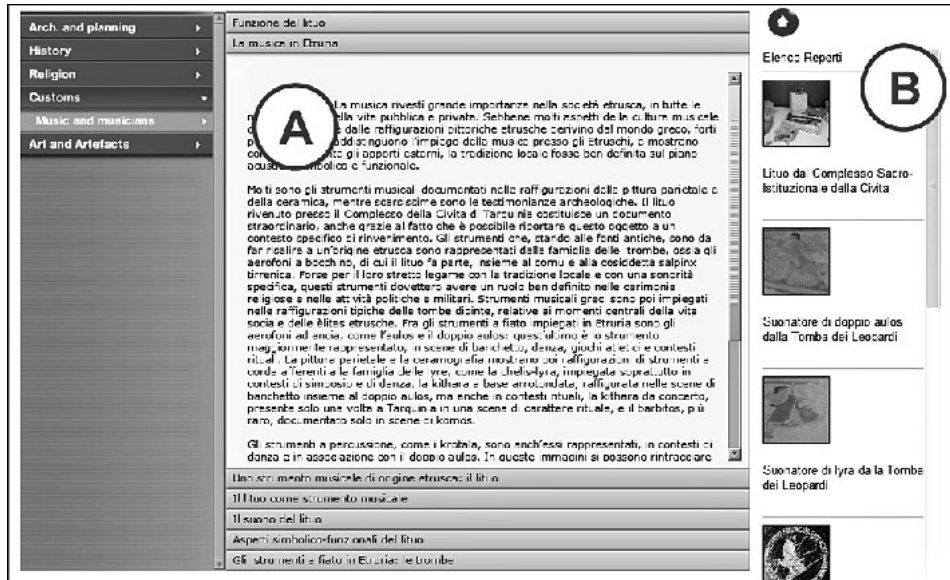 Arch. and planning
History
Religion
Customs
Music and musicians
Art and Artefacts
Funzione del lituo
La musica in Etruria
La musica rivesti grande importanza nella società etrusca, in tutte le
ella vita pubblica e privata. Sebbene molti aspetti della cultura musicale
e dalle raffigurazioni pittoriche etrusche derivino dal mondo greco, forti
addistinguono l'impiego della musica presso gli Etruschi, e mostrano
gli apporti esterni, la tradizione locale fosse ben definita sul piano
acus bolico e funzionale.
Molti sono gli strumenti musicali documentati nelle raffigurazioni della pittura parietale e
della ceramica, mentre scarsissime sono le testimonianze archeologiche. Il lituo
rivenuto presso il Complesso della Civita di Tarquinia costituisce un documento
straordinario, anche grazie al fatto che è possibile riportare questo oggetto a un
contesto specifico di rinvenimento. Gli strumenti che, stando alle fonti antiche, sono da
far risalire a un'origine etrusca sono rappresentati dalla famiglia delle trombe, ossia gli
aerofoni a bocchino, di cui il lituo fa parte, insieme al cornu e alla cosiddetta salpinx
tirrenica. Forse per il loro stretto legame con la tradizione locale e con una sonorità
specifica, questi strumenti dovettero avere un ruolo ben definito nelle cerimonie
religiose e nelle attività politiche e militari. Strumenti musicali greci sono poi impiegati
nelle raffigurazioni tipiche delle tombe dipinte, relative ai momenti centrali della vita
sociale e delle èlites etrusche. Fra gli strumenti a fiato impiegati in Etruria sono gli
aerofoni ad ancia, come l'aulos e il doppio aulos: quest'ultimo è lo strumento
maggiormente rappresentato, in scene di banchetto, danza, giochi atletici e contesti
rituali. La pittura parietale e la ceramografia mostrano poi raffigurazioni di strumenti a
corde afferenti a la famiglia delle lyre, come la chelis-lyra, impiegata soprattutto in
contesti di simposio e di danza, la kithara a base arrotondata, raffigurata nelle scene di
banchetto insieme al doppio aulos, ma anche in contesti rituali, la kithara da concerto,
presente solo una volta a Tarquinia in una scena di carattere rituale, e il barbitos, più
raro, documentato solo in scene di komos.
Gli strumenti a percussione, come i krotala, sono anch'essi rappresentati, in contesti di
danza e in associazione con il doppio aulos. In queste immagini si possono rintracciare
Uno strumento musicale di origine etrusca: il lituo
Il lituo come strumento musicale
Il suono del lituo
Aspetti simbolico-funzionali del lituo
Gli strumenti a fiato in Etruria: le trombe
A
Elenco Reperti
B
Lituo dal Complesso Sacro-
Istituzionale della Civita
Suonatore di doppio aulos
dalla Tomba dei Leopardi
Suonatore di lyra dalla Tomba
dei Leopardi